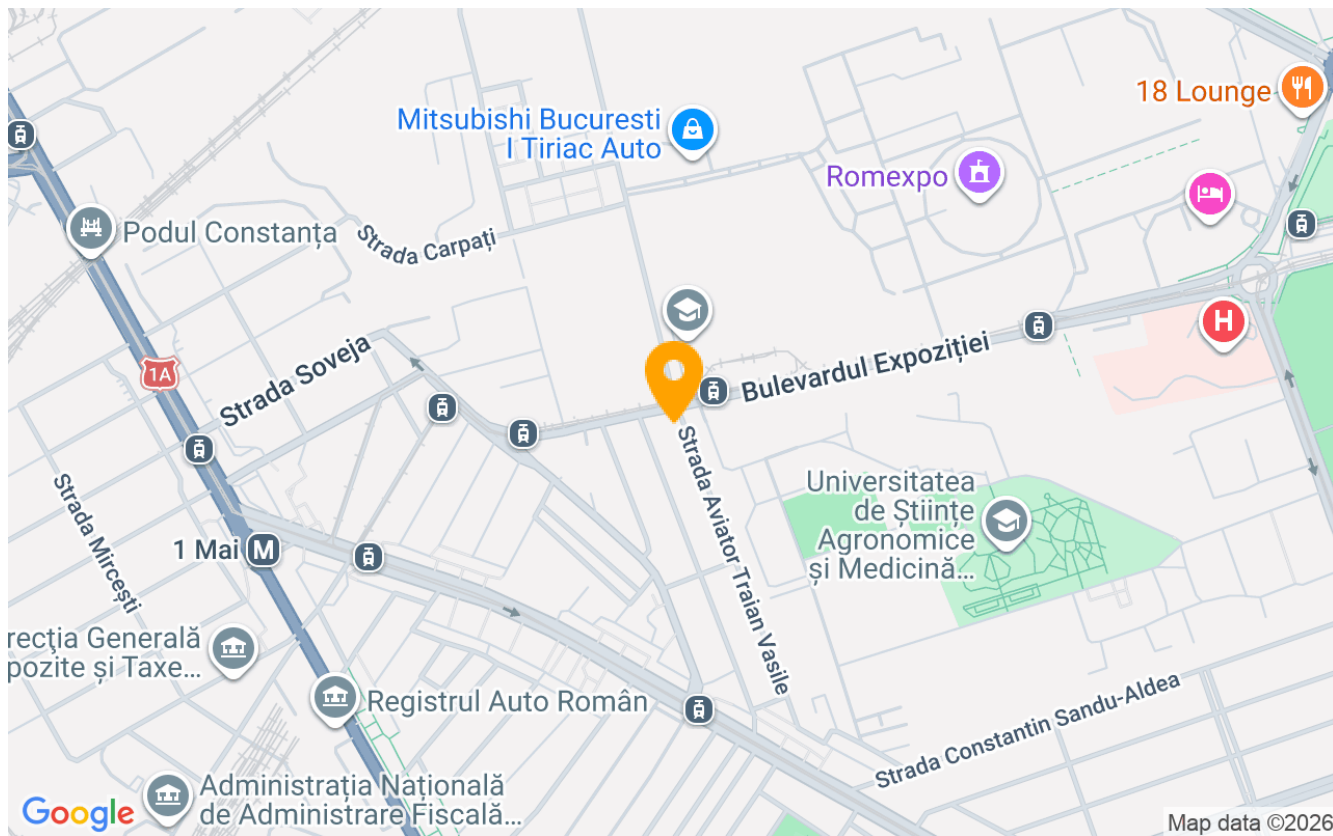 18 Lounge
Mitsubishi Bucuresti
I Tiriac Auto
Romexpo
Podul Constanța
Strada Carpați
H
Bulevardul Expoziției
1A
Strada Soveja
Strada Aviator Traian Vasile
Universitatea
de Științe
Agronomice
și Medicină...
Strada Mircești
1 Mai M
recţia Generală
pozite și Taxe...
Registrul Auto Român
Strada Constantin Sandu-Aldea
Administrația Națională
de Administrare Fiscală...
Google
Map data ©2026